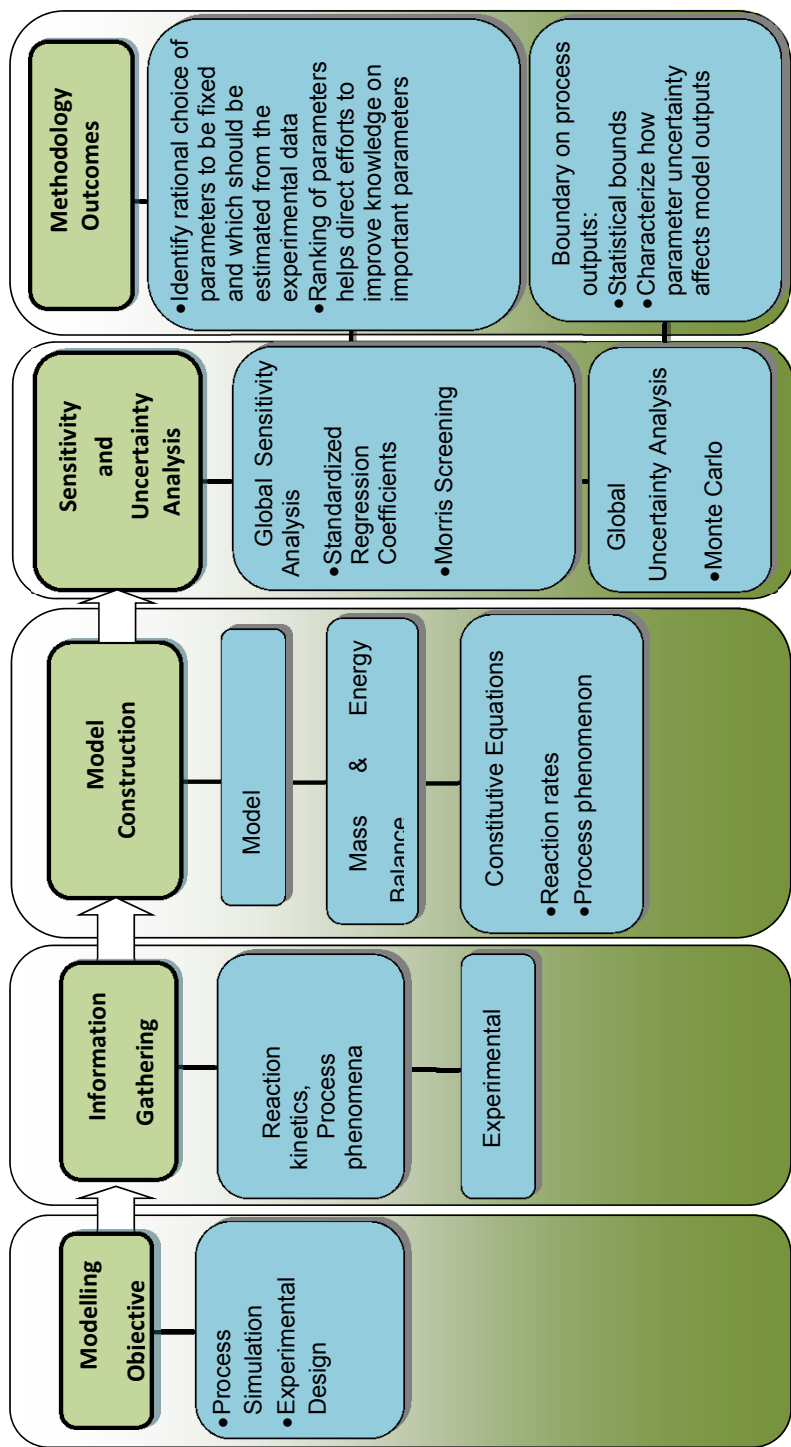 Modelling
Obiective
•Process
Simulation
•Experimental
Design
Information
Gathering
Reaction
kinetics,
Process
phenomena
Experimental
Model
Construction
Model
Mass & Energy
Balance
Constitutive Equations
•Reaction rates
•Process phenomenon
Sensitivity
and
Uncertainty
Analysis
Global Sensitivity
Analysis
•Standardized
Regression
Coefficients
•Morris Screening
Global
Uncertainty Analysis
•Monte Carlo
Methodology
Outcomes
•Identify rational choice of
parameters to be fixed
and which should be
estimated from the
experimental data
•Ranking of parameters
helps direct efforts to
improve knowledge on
important parameters
Boundary on process
outputs:
•Statistical bounds
•Characterize how
parameter uncertainty
affects model outputs